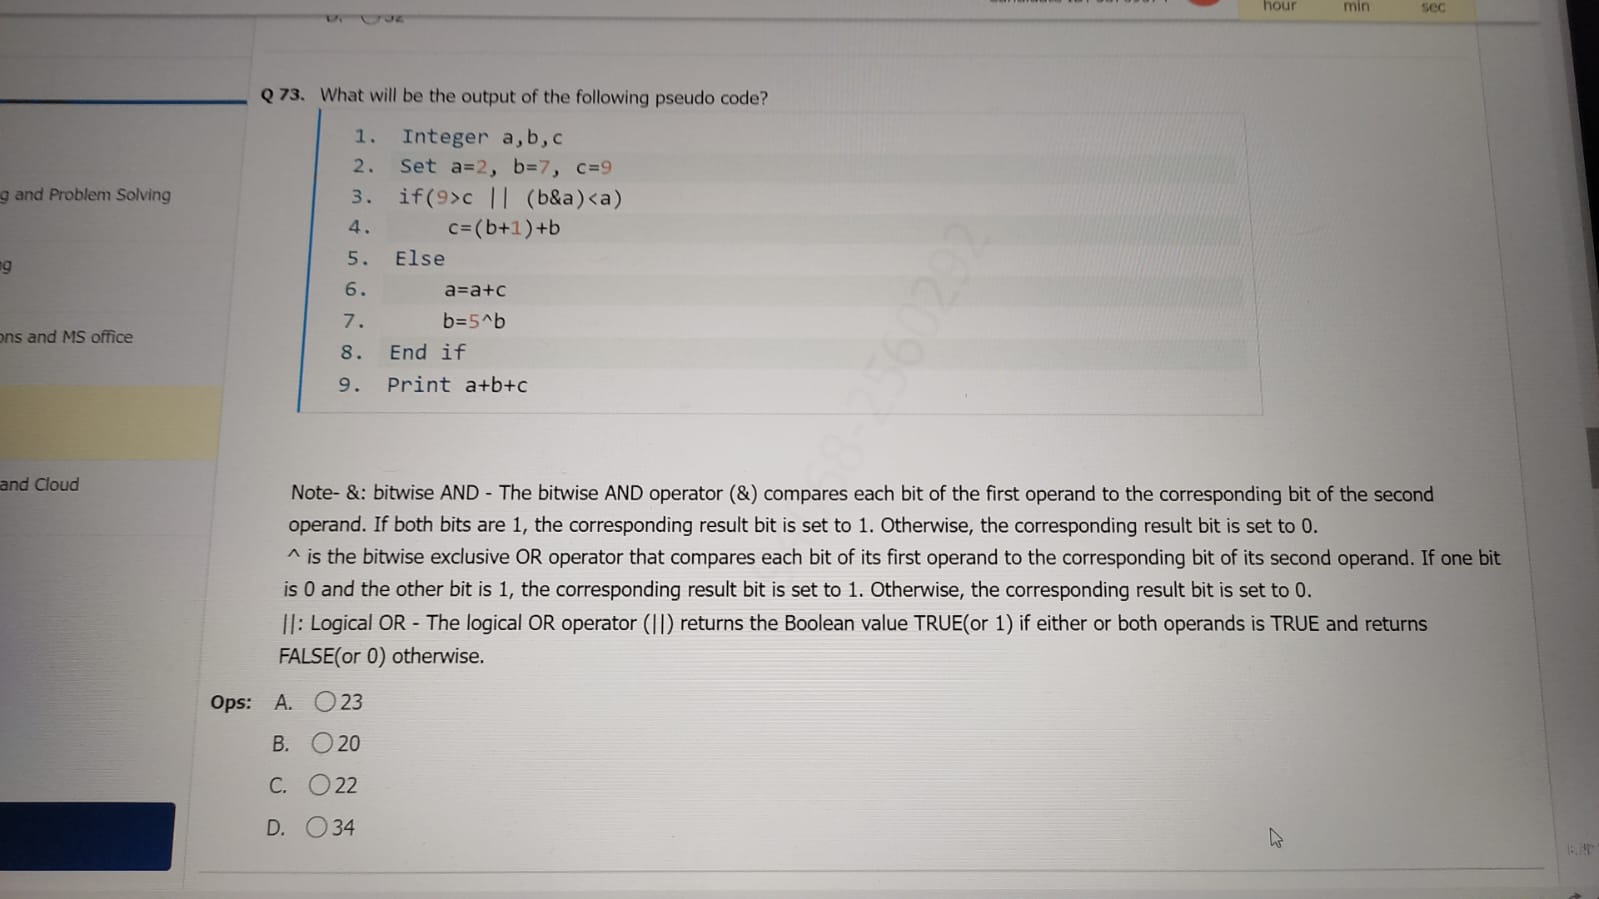 hour min sec
Q 73. What will be the output of the following pseudo code?
1. Integer a,b,c
2. Set a=2, b=7, c=9
3. if(9>c || (b&a)<a)
4. c=(b+1)+b
5. Else
6. a=a+c
7. b=5^b
8. End if
9. Print a+b+c
g and Problem Solving
ng
ons and MS office
and Cloud
68-2560292
Note- &: bitwise AND - The bitwise AND operator (&) compares each bit of the first operand to the corresponding bit of the second
operand. If both bits are 1, the corresponding result bit is set to 1. Otherwise, the corresponding result bit is set to 0.
^ is the bitwise exclusive OR operator that compares each bit of its first operand to the corresponding bit of its second operand. If one bit
is 0 and the other bit is 1, the corresponding result bit is set to 1. Otherwise, the corresponding result bit is set to 0.
||: Logical OR - The logical OR operator (||) returns the Boolean value TRUE(or 1) if either or both operands is TRUE and returns
FALSE(or 0) otherwise.
Ops: A. 23
B. 20
C. 22
D. 34